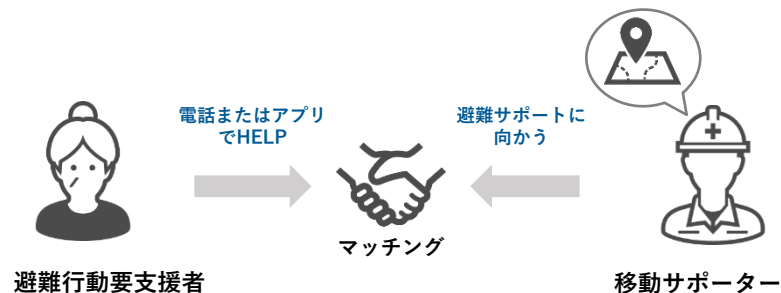 電話またはアプリ
でHELP
避難サポートに
向かう
マッチング
避難行動要支援者
移動サポーター